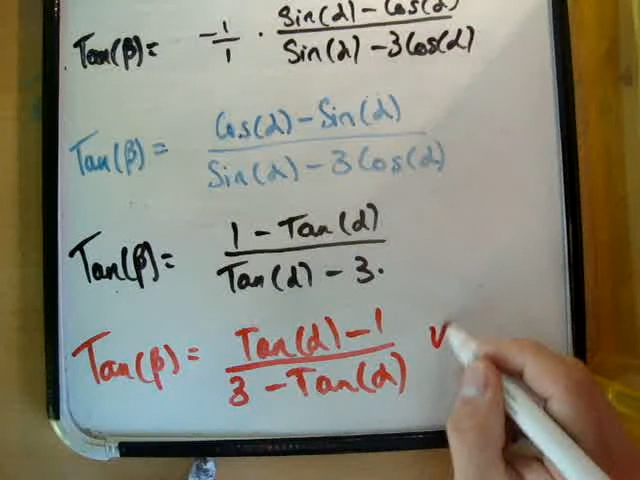 Tan(β) = -1/1 · (Sin(α) - Cos(α))/(Sin(α) - 3Cos(α))
Tan(β) = (Cos(α) - Sin(α))/(Sin(α) - 3Cos(α))
Tan(β) = (1 - Tan(α))/(Tan(α) - 3.)
Tan(β) = (Tan(α) - 1)/(3 - Tan(α))